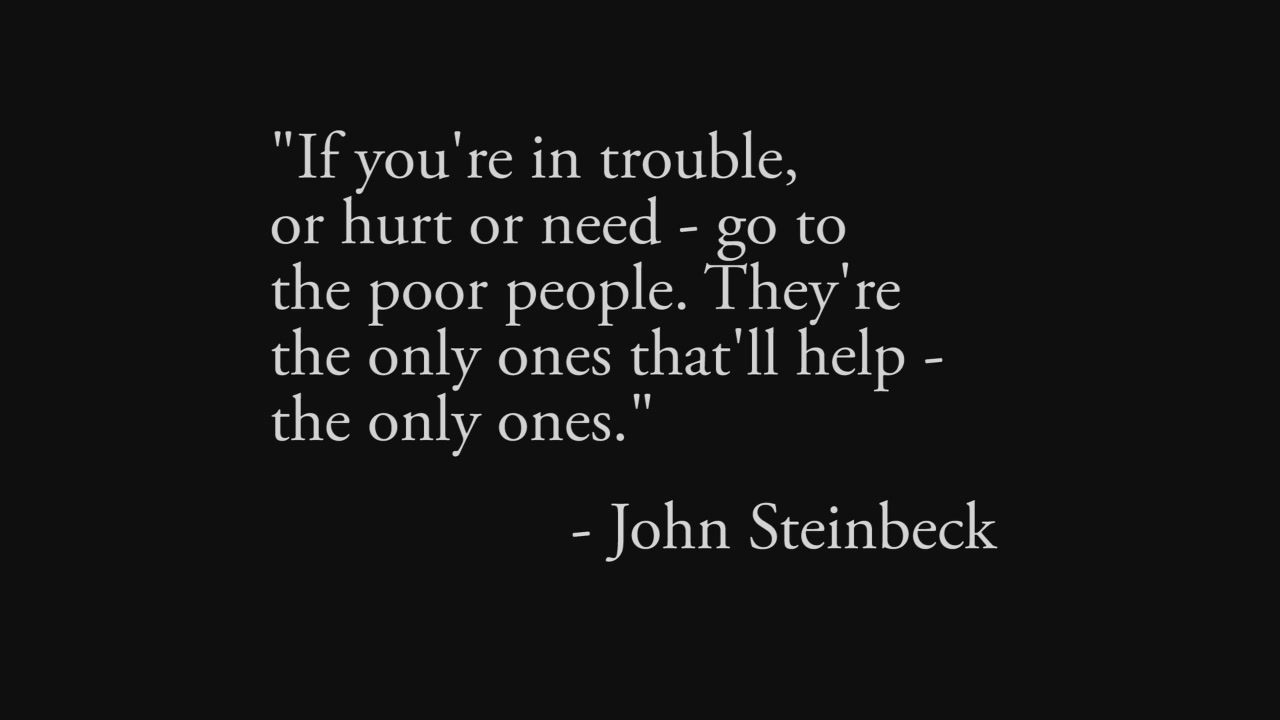 "If you're in trouble,
or hurt or need - go to
the poor people. They're
the only ones that'll help -
the only ones."
- John Steinbeck